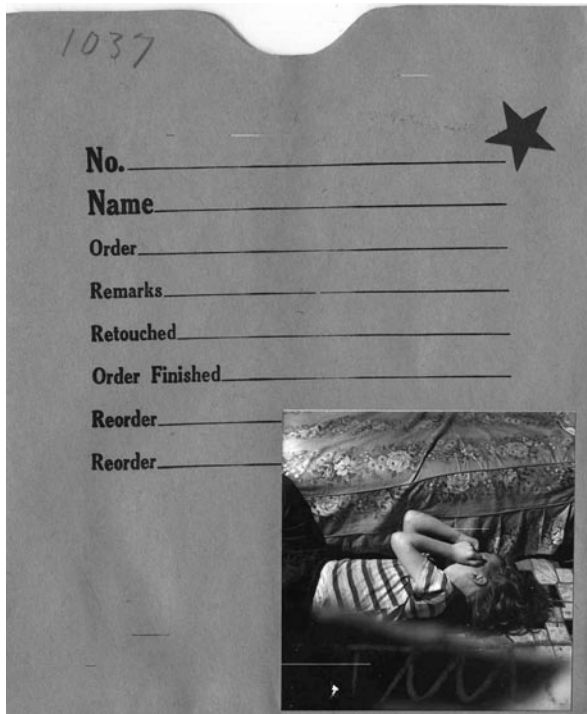 1037
No.
Name
Order
Remarks
Retouched
Order Finished
Reorder
Reorder